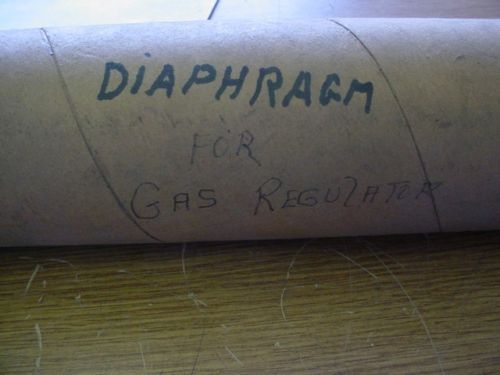 DiAPHRAGM
FOR
GAS REGULATOR